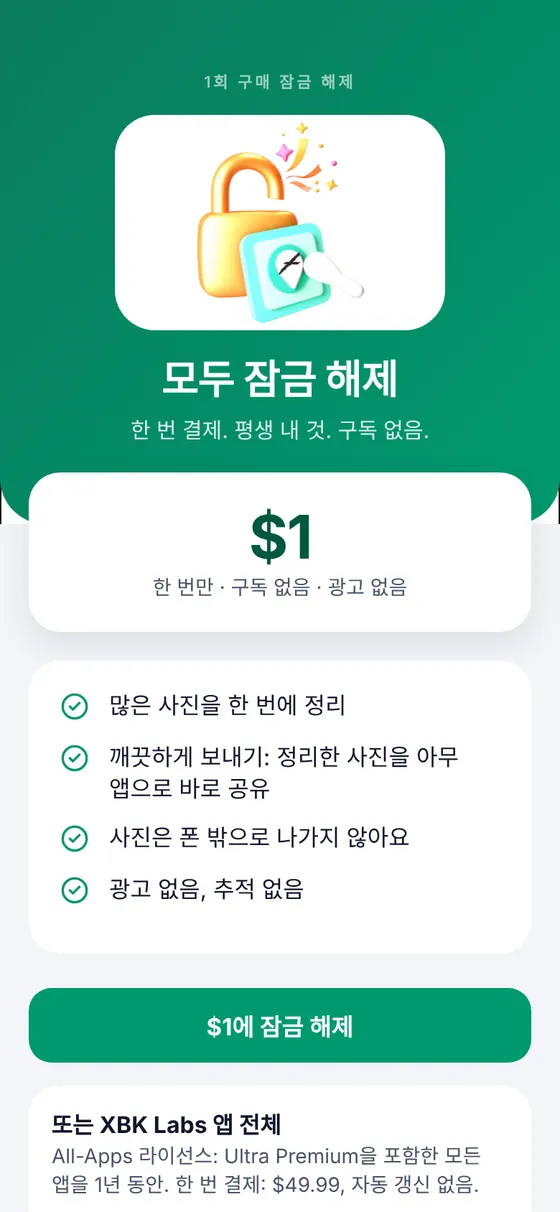 1회 구매 잠금 해제
모두 잠금 해제
한 번 결제. 평생 내 것. 구독 없음.
$1
한 번만 · 구독 없음 · 광고 없음
많은 사진을 한 번에 정리
깨끗하게 보내기: 정리한 사진을 아무
앱으로 바로 공유
사진은 폰 밖으로 나가지 않아요
광고 없음, 추적 없음
$1에 잠금 해제
또는 XBK Labs 앱 전체
All-Apps 라이선스: Ultra Premium을 포함한 모든
앱을 1년 동안. 한 번 결제: $49.99, 자동 갱신 없음.